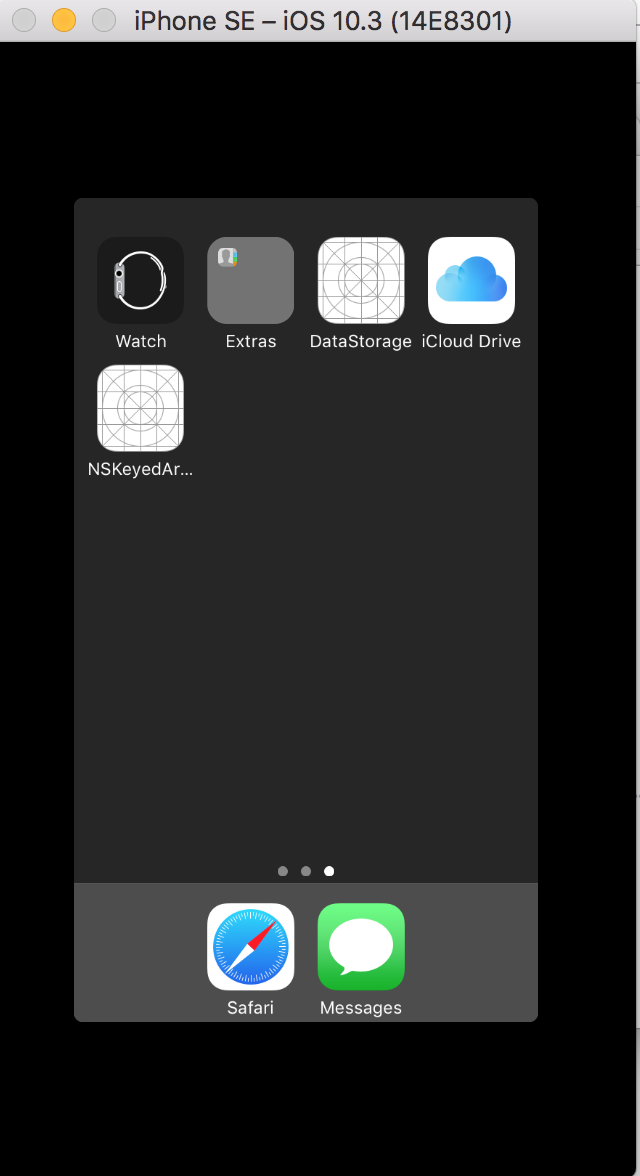 iPhone SE – iOS 10.3 (14E8301)
Watch
Extras
DataStorage
iCloud Drive
NSKeyedAr...
Safari
Messages